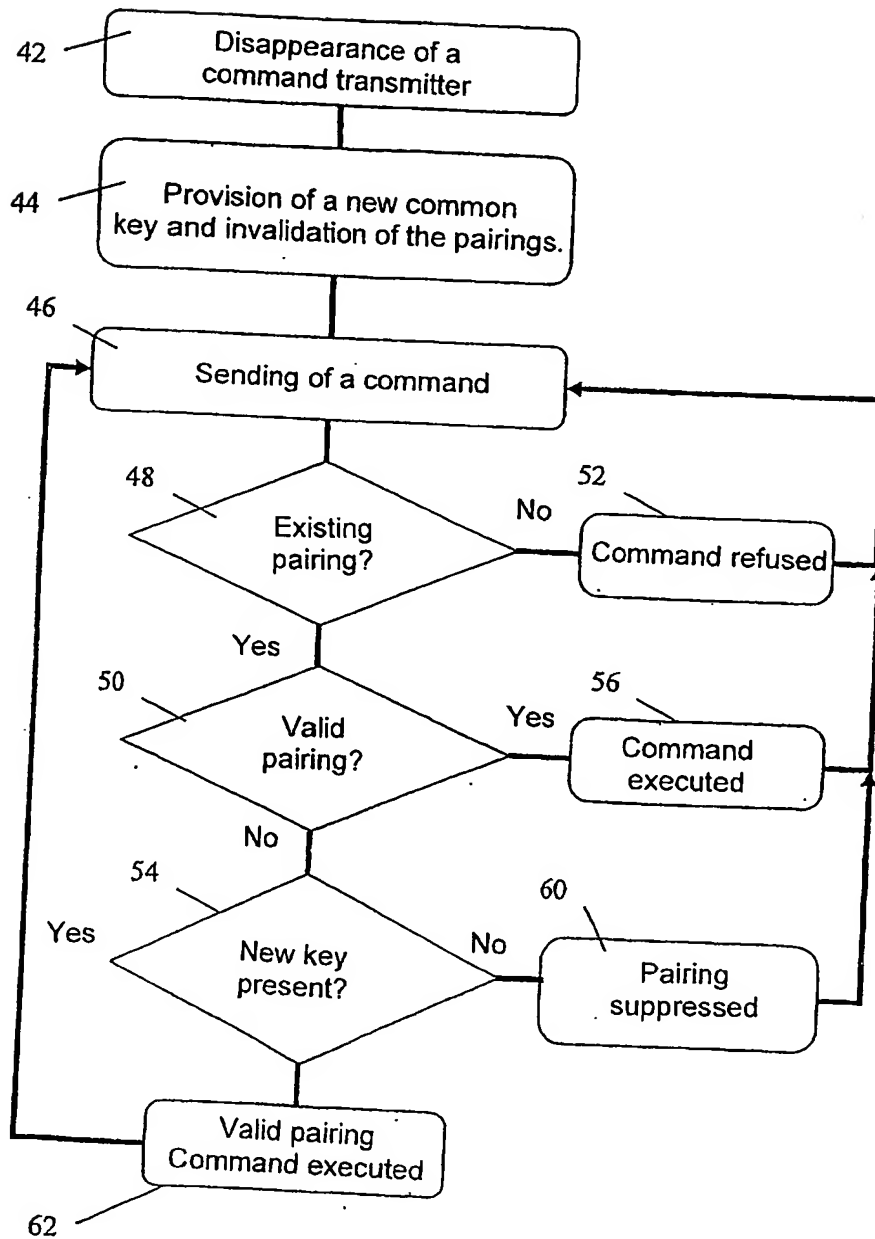 42
Disappearance of a
command transmitter
44
Provision of a new common
key and invalidation of the pairings.
46
Sending of a command
48
Existing
pairing?
No
52
Command refused
Yes
50
Valid
pairing?
Yes
56
Command
executed
No
54
Yes
New key
present?
No
60
Pairing
suppressed
Valid pairing
Command executed
62